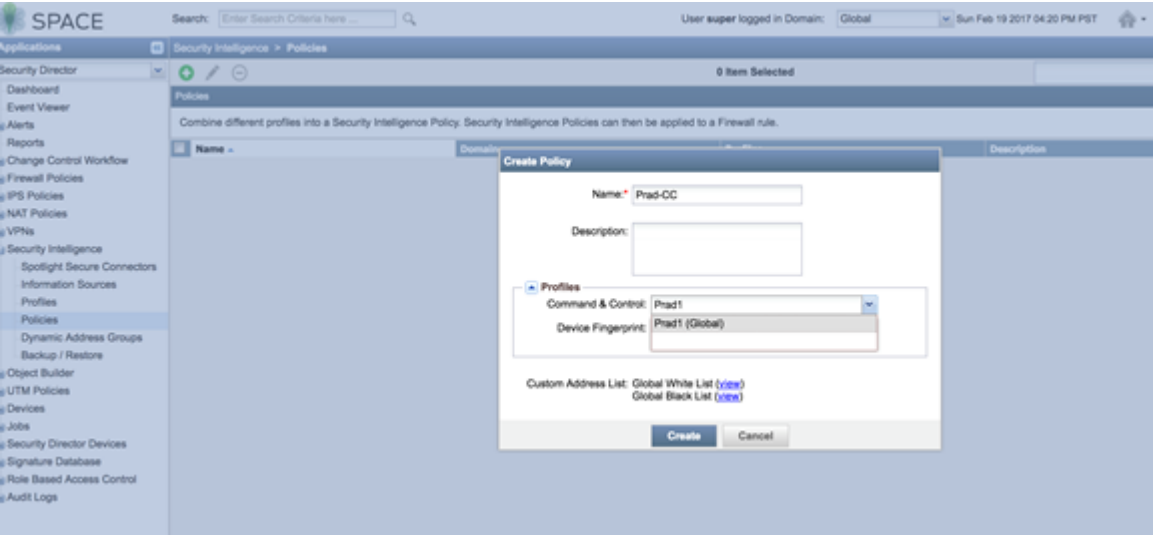 SPACE
Search: Enter Search Criteria here ... User super logged in Domain: Global Sun Feb 19 2017 04:20 PM PST
Applications
Security Intelligence > Policies
Security Director
0 Item Selected
Dashboard
Event Viewer
Alerts
Reports
Change Control Workflow
Firewall Policies
IPS Policies
NAT Policies
VPNs
Security Intelligence
Spotlight Secure Connectors
Information Sources
Profiles
Policies
Dynamic Address Groups
Backup / Restore
Object Builder
UTM Policies
Devices
Jobs
Security Director Devices
Signature Database
Role Based Access Control
Audit Logs
Policies
Combine different profiles into a Security Intelligence Policy. Security Intelligence Policies can then be applied to a Firewall rule.
Name Domain Description
Create Policy
Name:* Prad-CC
Description:
Profiles
Command & Control: Prad1
Device Fingerprint: Prad1 (Global)
Custom Address List: Global White List (view)
Global Black List (view)
Create Cancel